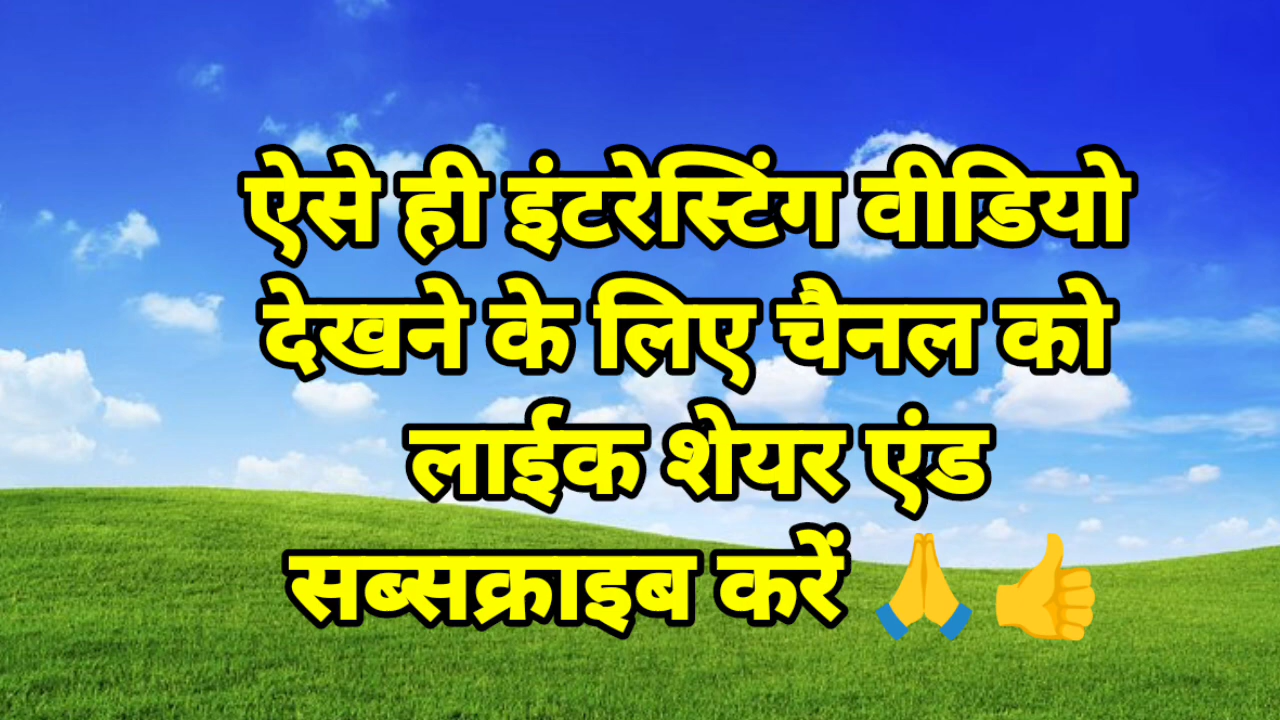 ऐसे ही इंटरेस्टिंग वीडियो
देखने के लिए चैनल को
लाईक शेयर एंड
सब्सक्राइब करें 🙏👍